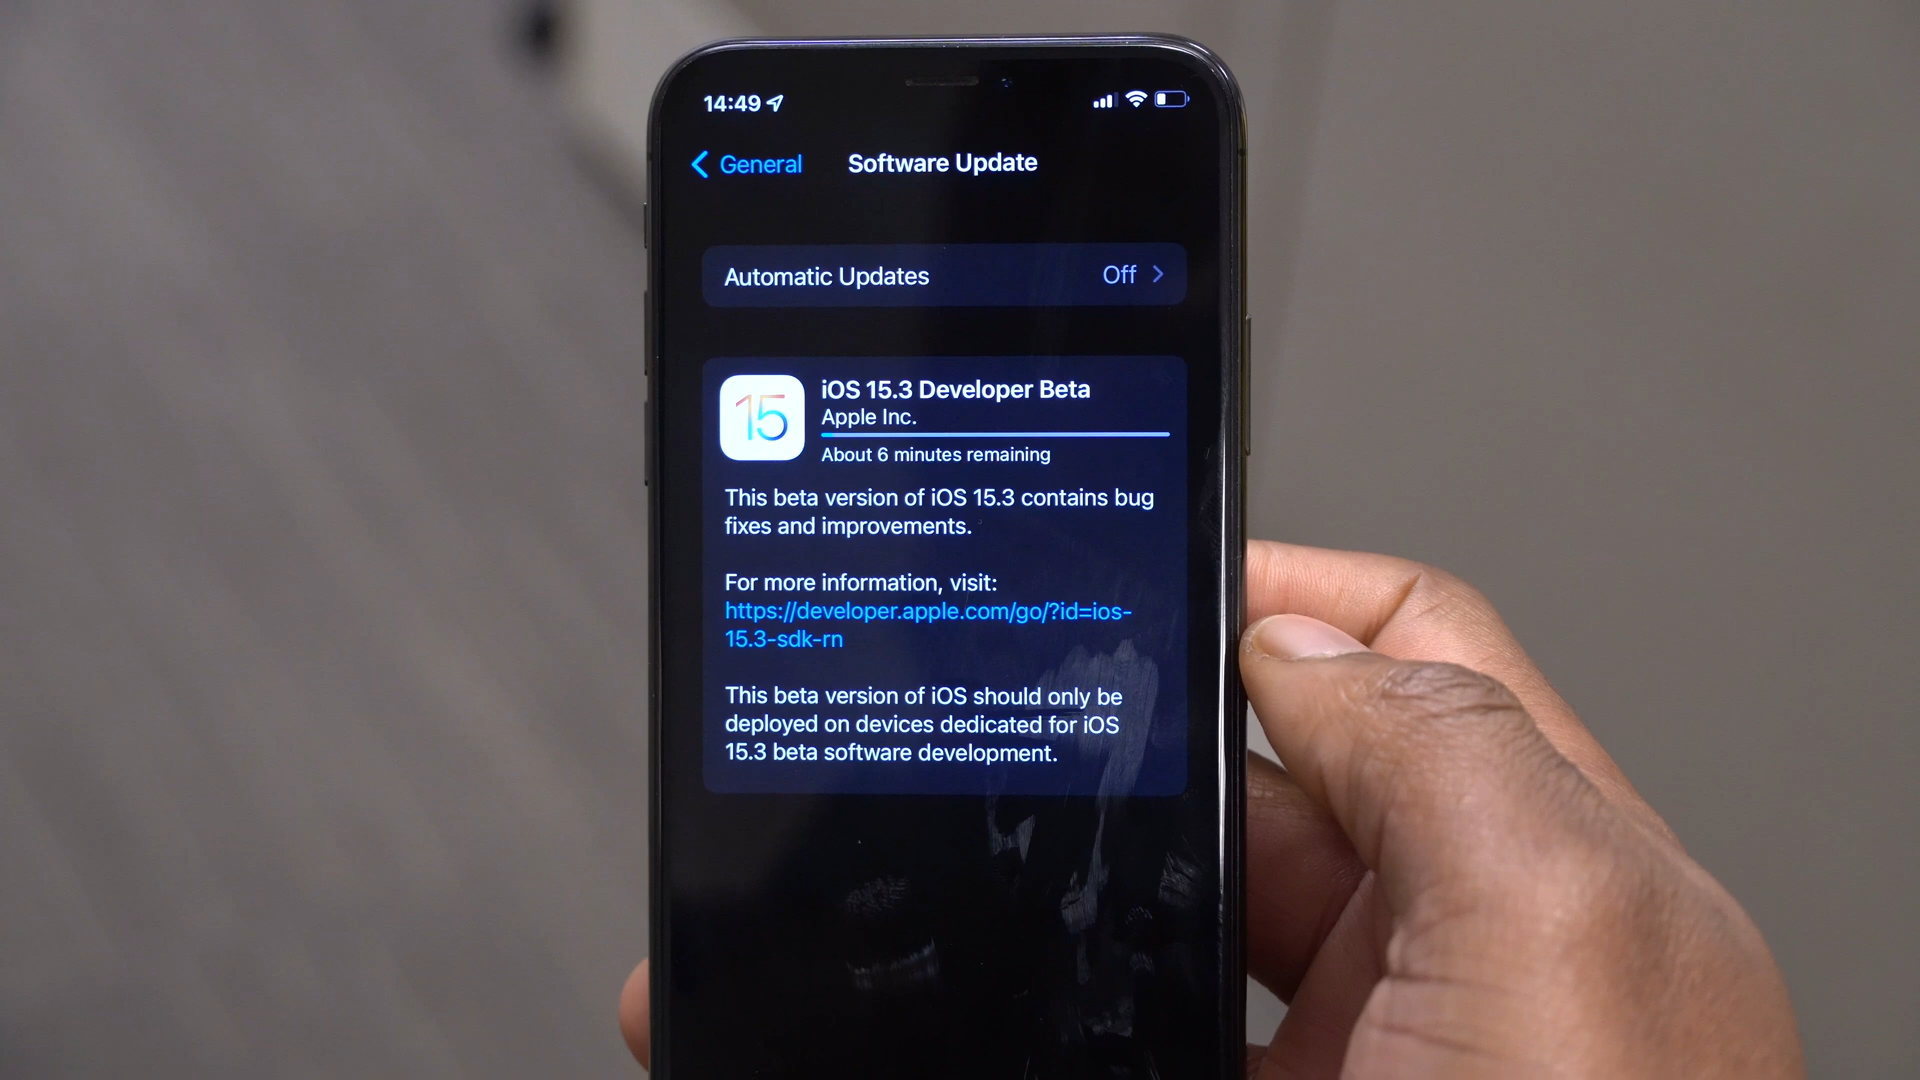 14:49
General
Software Update
Automatic Updates
Off
15
iOS 15.3 Developer Beta
Apple Inc.
About 6 minutes remaining
This beta version of iOS 15.3 contains bug
fixes and improvements.
For more information, visit:
https://developer.apple.com/go/?id=ios-
15.3-sdk-rn
This beta version of iOS should only be
deployed on devices dedicated for iOS
15.3 beta software development.